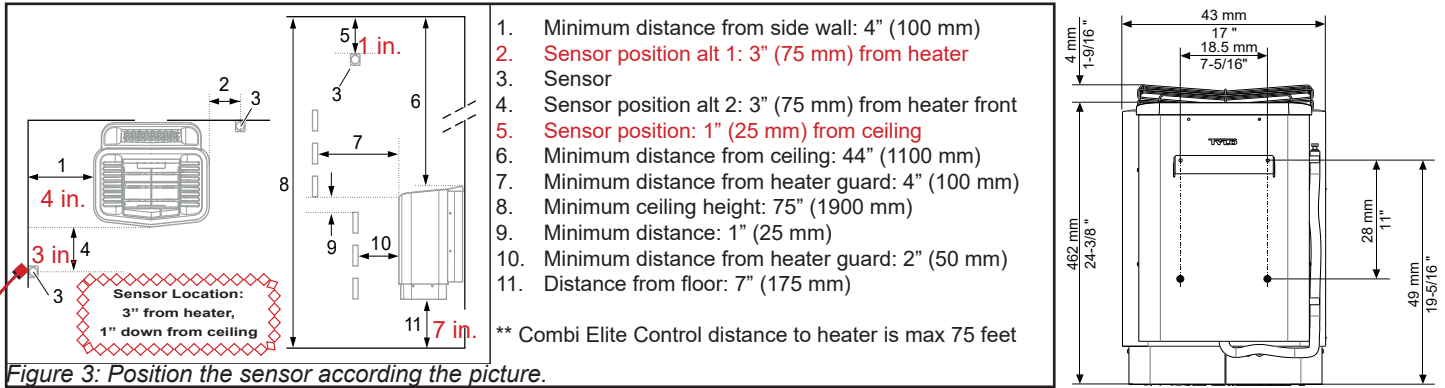 5
1 in.
3
2
3
6
1
7
4 in.
8
3 in.
4
9
10
3
Sensor Location:
3” from heater,
1” down from ceiling
11
7 in.
Figure 3: Position the sensor according the picture.
1. Minimum distance from side wall: 4” (100 mm)
2. Sensor position alt 1: 3” (75 mm) from heater
3. Sensor
4. Sensor position alt 2: 3” (75 mm) from heater front
5. Sensor position: 1” (25 mm) from ceiling
6. Minimum distance from ceiling: 44” (1100 mm)
7. Minimum distance from heater guard: 4” (100 mm)
8. Minimum ceiling height: 75” (1900 mm)
9. Minimum distance: 1” (25 mm)
10. Minimum distance from heater guard: 2” (50 mm)
11. Distance from floor: 7” (175 mm)
** Combi Elite Control distance to heater is max 75 feet
43 mm
17 "
18.5 mm
7-5/16"
4 mm
1-9/16 "
TYLÖ
462 mm
24-3/8 "
28 mm
11"
49 mm
19-5/16 "